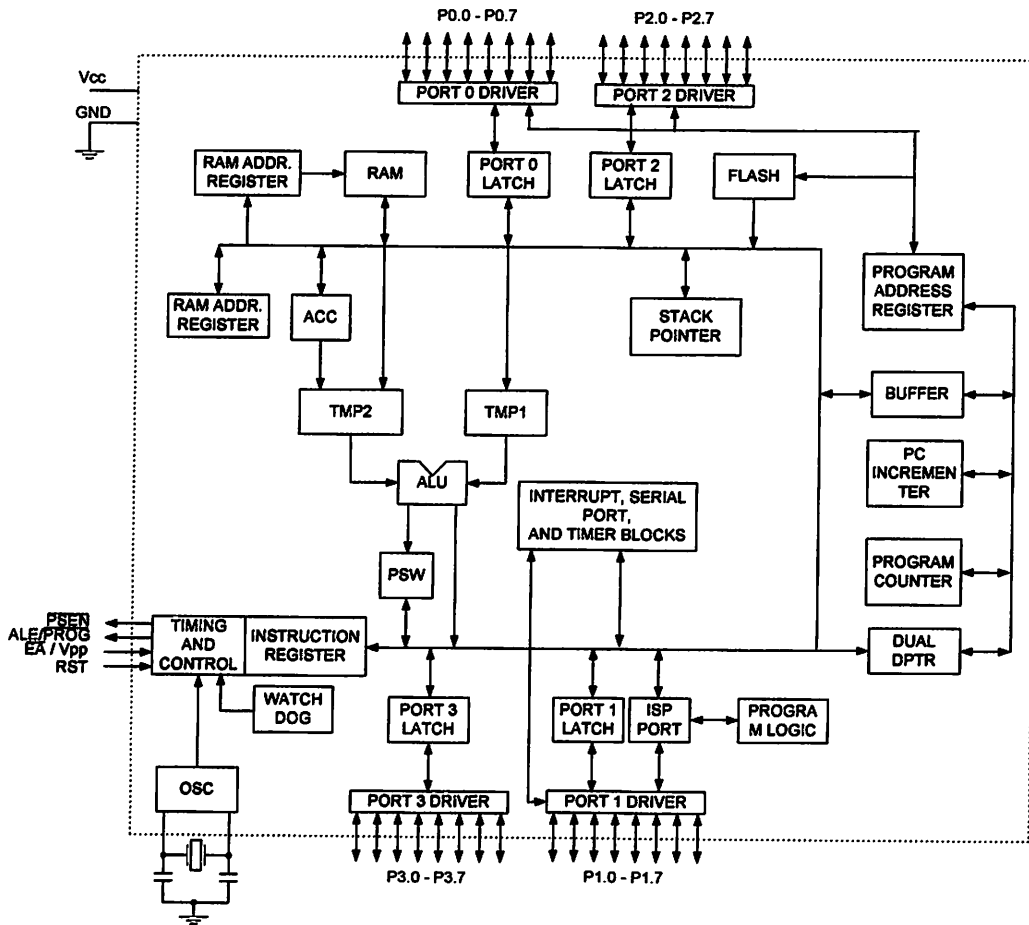 P0.0 - P0.7
P2.0 - P2.7
Vcc
GND
PORT 0 DRIVER
PORT 2 DRIVER
RAM ADDR.
REGISTER
RAM
PORT 0
LATCH
PORT 2
LATCH
FLASH
RAM ADDR.
REGISTER
ACC
STACK
POINTER
PROGRAM
ADDRESS
REGISTER
TMP2
TMP1
BUFFER
ALU
PC
INCREMEN
TER
INTERRUPT, SERIAL
PORT,
AND TIMER BLOCKS
PSW
PROGRAM
COUNTER
PSEN
ALE/PROG
EA / Vpp
RST
TIMING
AND
CONTROL
INSTRUCTION
REGISTER
DUAL
DPTR
WATCH
DOG
PORT 3
LATCH
PORT 1
LATCH
ISP
PORT
PROGRA
M LOGIC
OSC
PORT 3 DRIVER
PORT 1 DRIVER
P3.0 - P3.7
P1.0 - P1.7